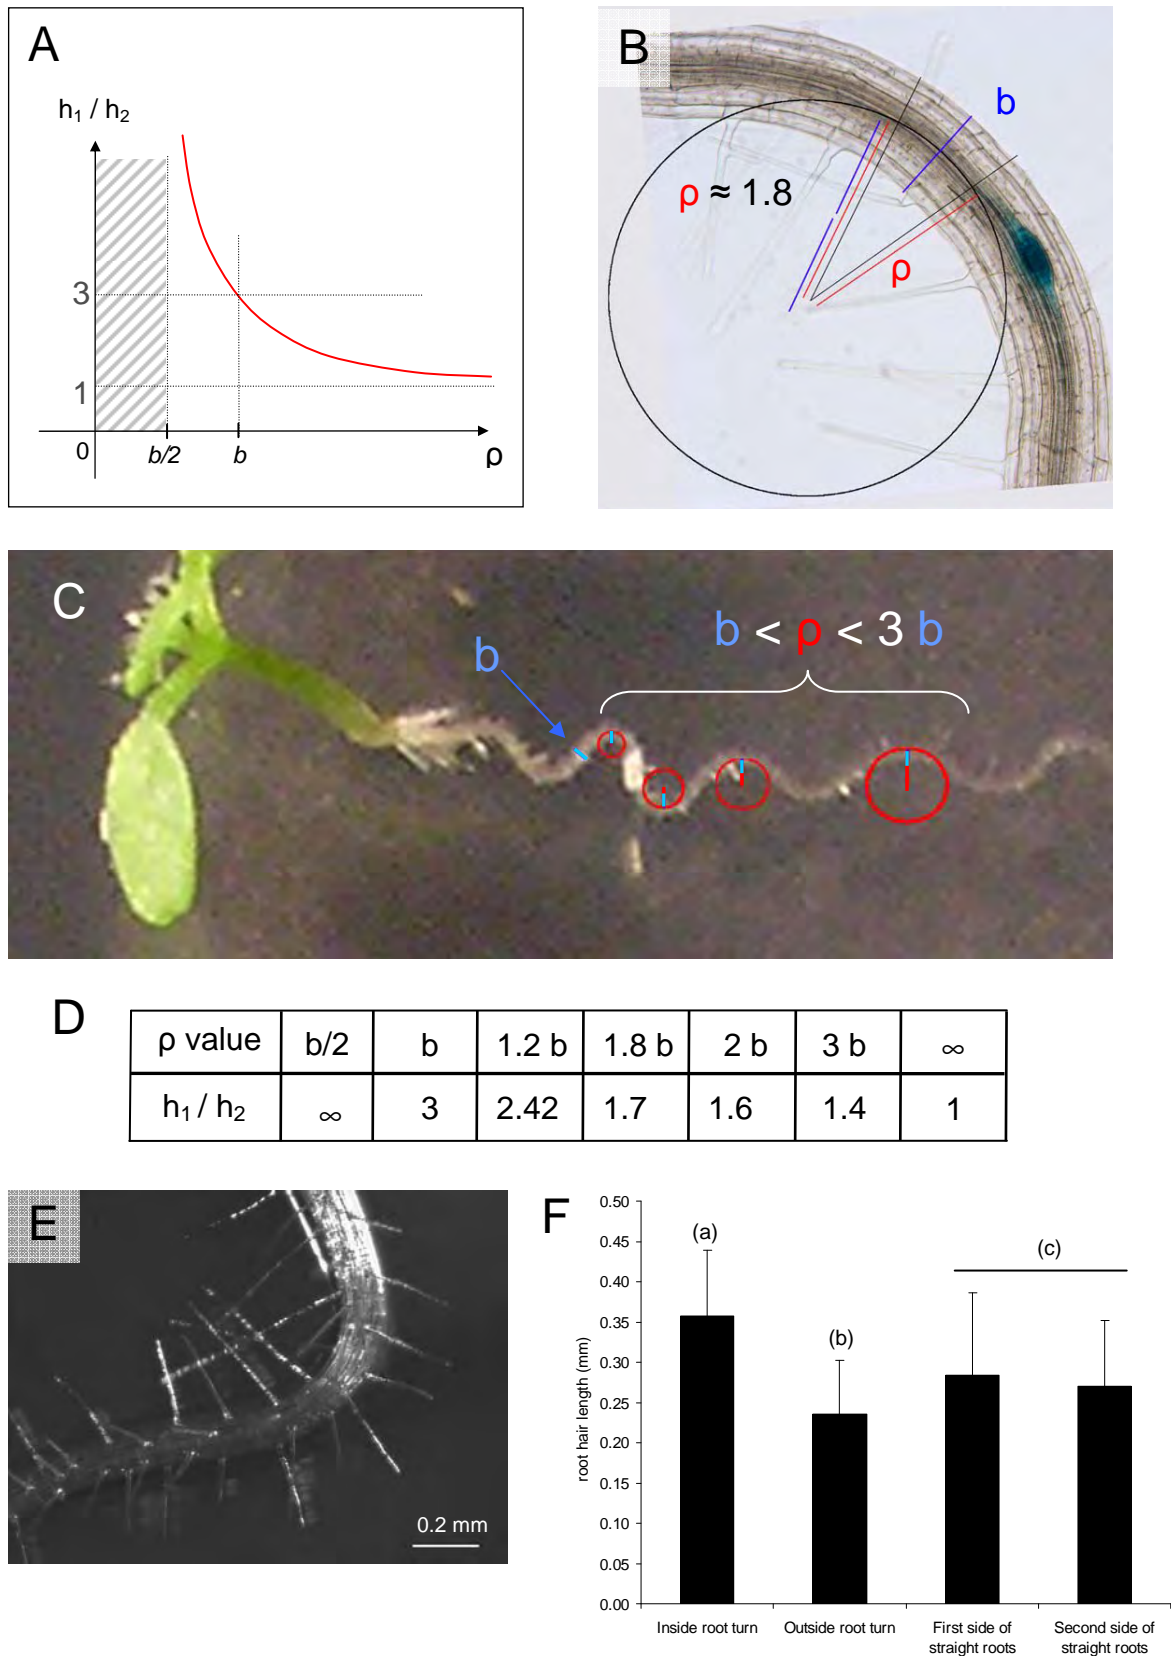 A
h₁ / h₂
3
1
0
b/2
b
ρ
B
b
ρ ≈ 1.8
ρ
C
b
b < ρ < 3 b
D
ρ value b/2 b 1.2 b 1.8 b 2 b 3 b ∞
h₁ / h₂ ∞ 3 2.42 1.7 1.6 1.4 1
E
0.2 mm
F
root hair length (mm)
0.50
0.45
0.40
0.35
0.30
0.25
0.20
0.15
0.10
0.05
0.00
(a)
(b)
(c)
Inside root turn
Outside root turn
First side of
straight roots
Second side of
straight roots